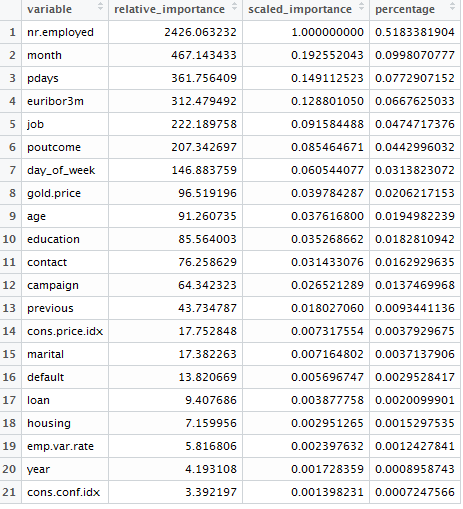 variable relative_importance scaled_importance percentage
1 nr.employed 2426.063232 1.000000000 0.5183381904
2 month 467.143433 0.192552043 0.0998070777
3 pdays 361.756409 0.149112523 0.0772907152
4 euribor3m 312.479492 0.128801050 0.0667625033
5 job 222.189758 0.091584488 0.0474717376
6 poutcome 207.342697 0.085464671 0.0442996032
7 day_of_week 146.883759 0.060544077 0.0313823072
8 gold.price 96.519196 0.039784287 0.0206217153
9 age 91.260735 0.037616800 0.0194982239
10 education 85.564003 0.035268662 0.0182810942
11 contact 76.258629 0.031433076 0.0162929635
12 campaign 64.342323 0.026521289 0.0137469968
13 previous 43.734787 0.018027060 0.0093441136
14 cons.price.idx 17.752848 0.007317554 0.0037929675
15 marital 17.382263 0.007164802 0.0037137906
16 default 13.820669 0.005696747 0.0029528417
17 loan 9.407686 0.003877758 0.0020099901
18 housing 7.159956 0.002951265 0.0015297535
19 emp.var.rate 5.816806 0.002397632 0.0012427841
20 year 4.193108 0.001728359 0.0008958743
21 cons.conf.idx 3.392197 0.001398231 0.0007247566